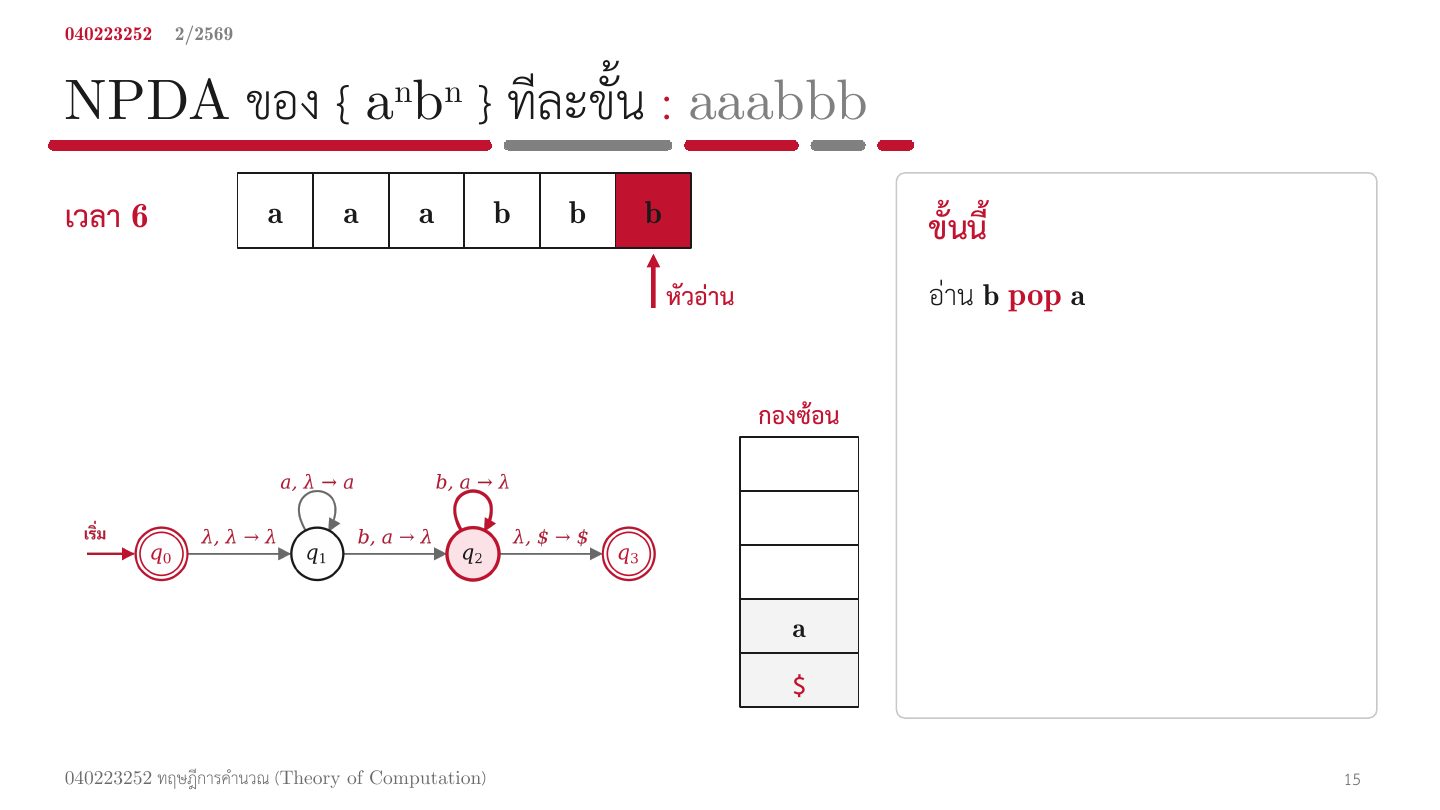 040223252 2/2569
NPDA ของ { aⁿbⁿ } ทีละขั้น : aaabbb
เวลา 6
a a a b b b
หัวอ่าน
ขั้นนี้
อ่าน b pop a
กองซ้อน
a
$
a, λ → a
b, a → λ
เริ่ม
λ, λ → λ
b, a → λ
λ, $ → $
q₀ q₁ q₂ q₃
040223252 ทฤษฎีการคำนวณ (Theory of Computation)
15